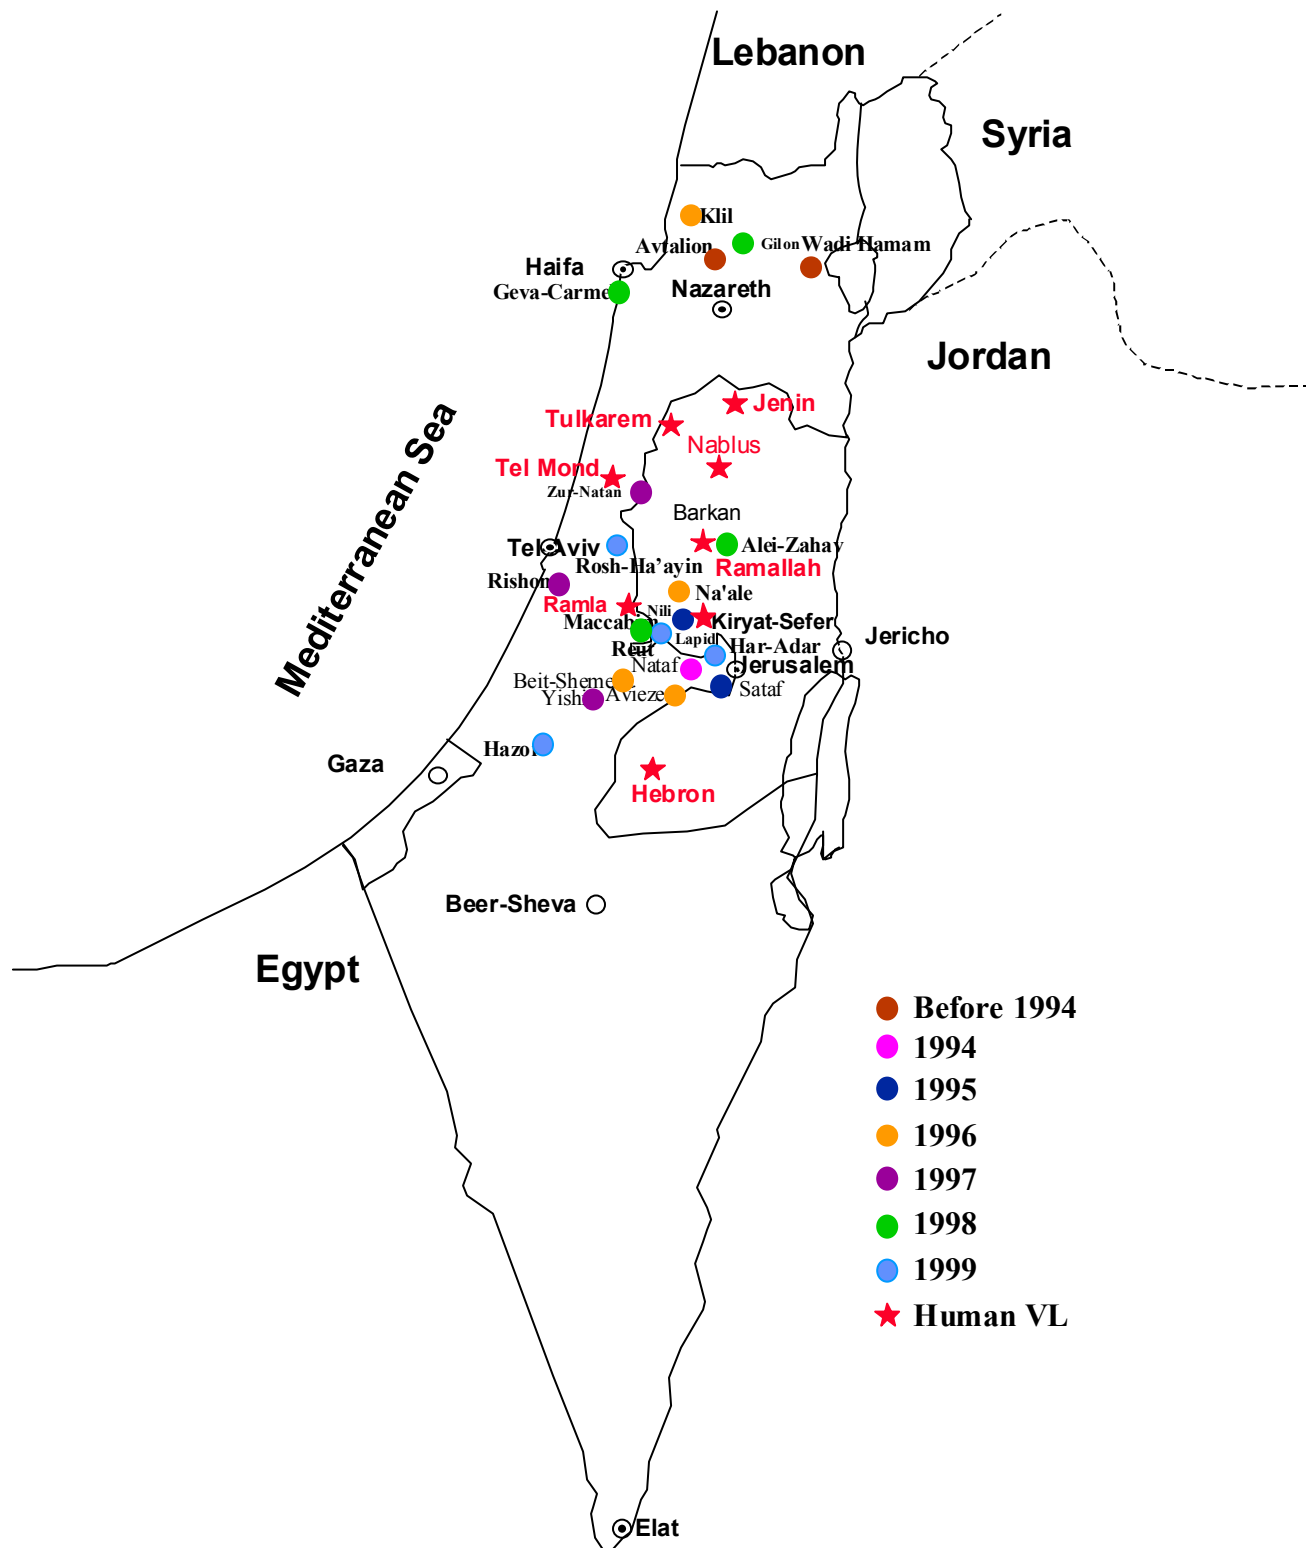 Lebanon
Syria
Klil
Avtalion
Gilon
Wadi Hamam
Haifa
Geva-Carme
Nazareth
Jordan
Mediterranean Sea
Jenin
Tulkarem
Nablus
Tel Mond
Zur-Natan
Barkan
Tel-Aviv
Alei-Zahav
Rosh-Ha’ayin
Ramallah
Rishon
Na'ale
Ramla
Nili
Maccabim
Kiryat-Sefer
Reut
Lapid
Har-Adar
Jericho
Nataf
Jerusalem
Beit-Sheme
Yishi
Avieze
Sataf
Hazor
Gaza
Hebron
Beer-Sheva
Egypt
Before 1994
1994
1995
1996
1997
1998
1999
Human VL
Elat